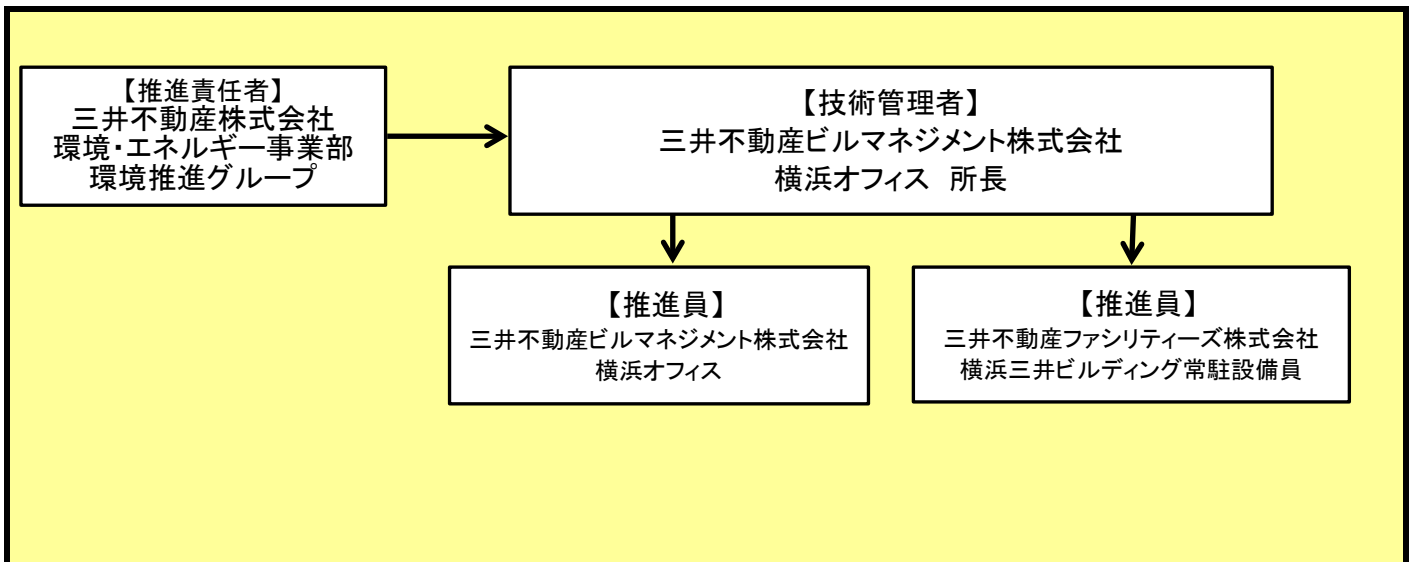 【推進責任者】
三井不動産株式会社
環境・エネルギー事業部
環境推進グループ
【技術管理者】
三井不動産ビルマネジメント株式会社
横浜オフィス　所長
【推進員】
三井不動産ビルマネジメント株式会社
横浜オフィス
【推進員】
三井不動産ファシリティーズ株式会社
横浜三井ビルディング常駐設備員